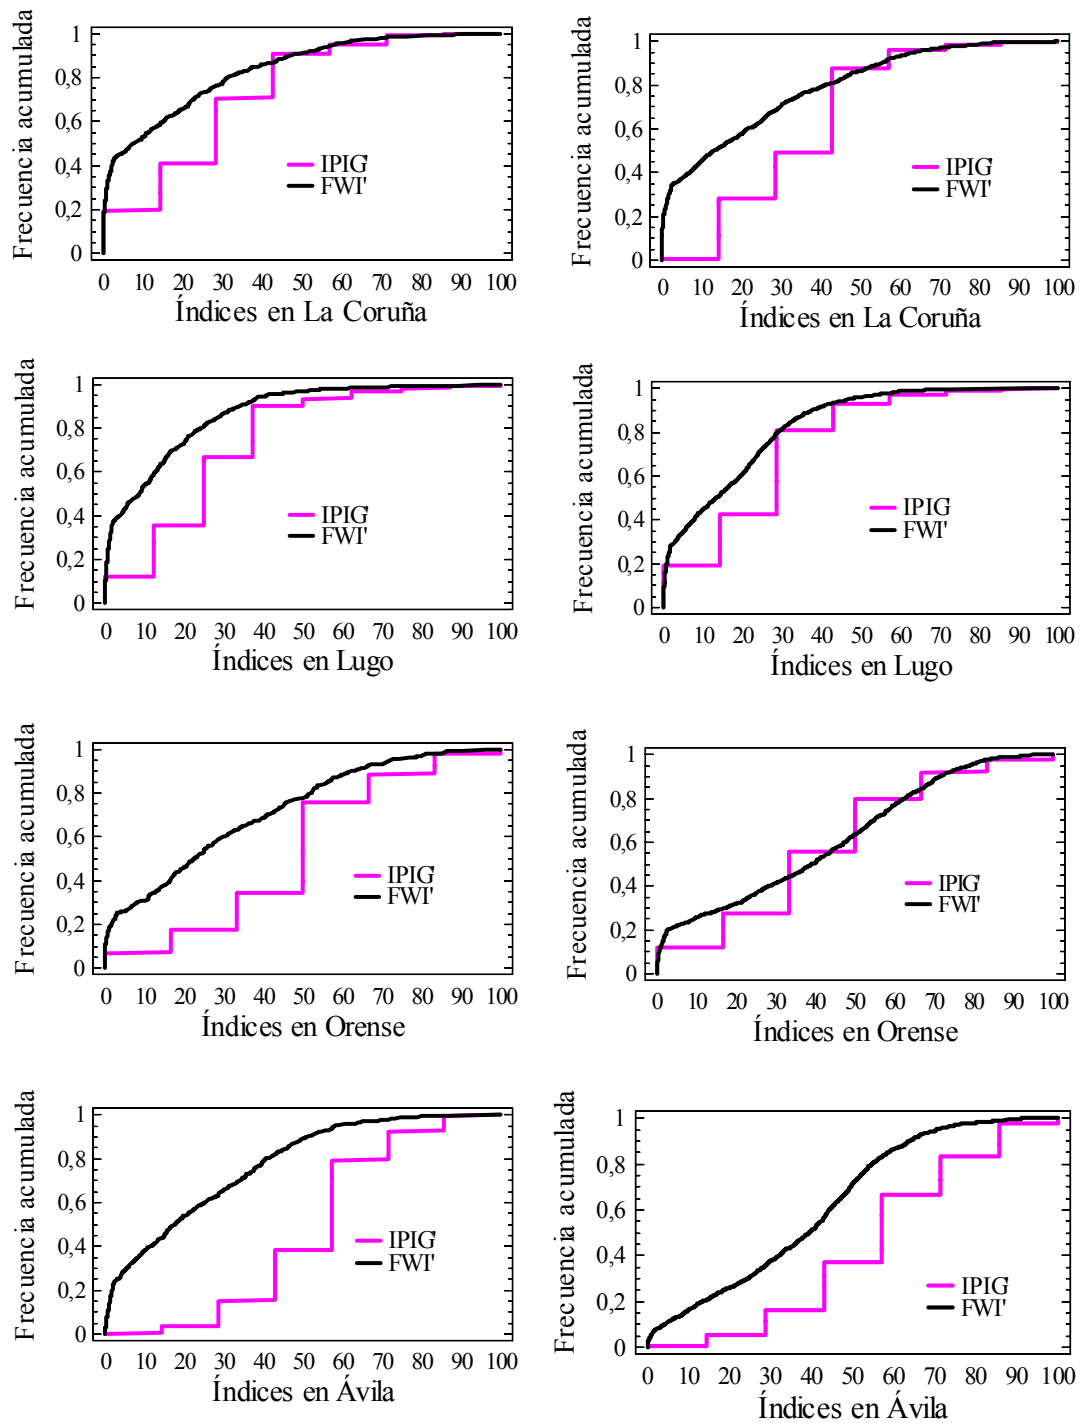 Frecuencia acumulada
1
0,8
0,6
0,4
0,2
0
IPIG'
FWI'
0 10 20 30 40 50 60 70 80 90 100
Índices en La Coruña
Frecuencia acumulada
1
0,8
0,6
0,4
0,2
0
IPIG'
FWI'
0 10 20 30 40 50 60 70 80 90 100
Índices en La Coruña
Frecuencia acumulada
1
0,8
0,6
0,4
0,2
0
IPIG'
FWI'
0 10 20 30 40 50 60 70 80 90 100
Índices en Lugo
Frecuencia acumulada
1
0,8
0,6
0,4
0,2
0
IPIG'
FWI'
0 10 20 30 40 50 60 70 80 90 100
Índices en Lugo
Frecuencia acumulada
1
0,8
0,6
0,4
0,2
0
IPIG'
FWI'
0 10 20 30 40 50 60 70 80 90 100
Índices en Orense
Frecuencia acumulada
1
0,8
0,6
0,4
0,2
0
IPIG'
FWI'
0 10 20 30 40 50 60 70 80 90 100
Índices en Orense
Frecuencia acumulada
1
0,8
0,6
0,4
0,2
0
IPIG'
FWI'
0 10 20 30 40 50 60 70 80 90 100
Índices en Ávila
Frecuencia acumulada
1
0,8
0,6
0,4
0,2
0
IPIG'
FWI'
0 10 20 30 40 50 60 70 80 90 100
Índices en Ávila